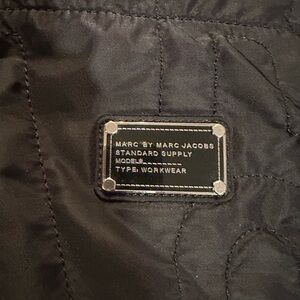 MARC BY MARC JACOBS
STANDARD SUPPLY
MODEL#
TYPE: WORKWEAR